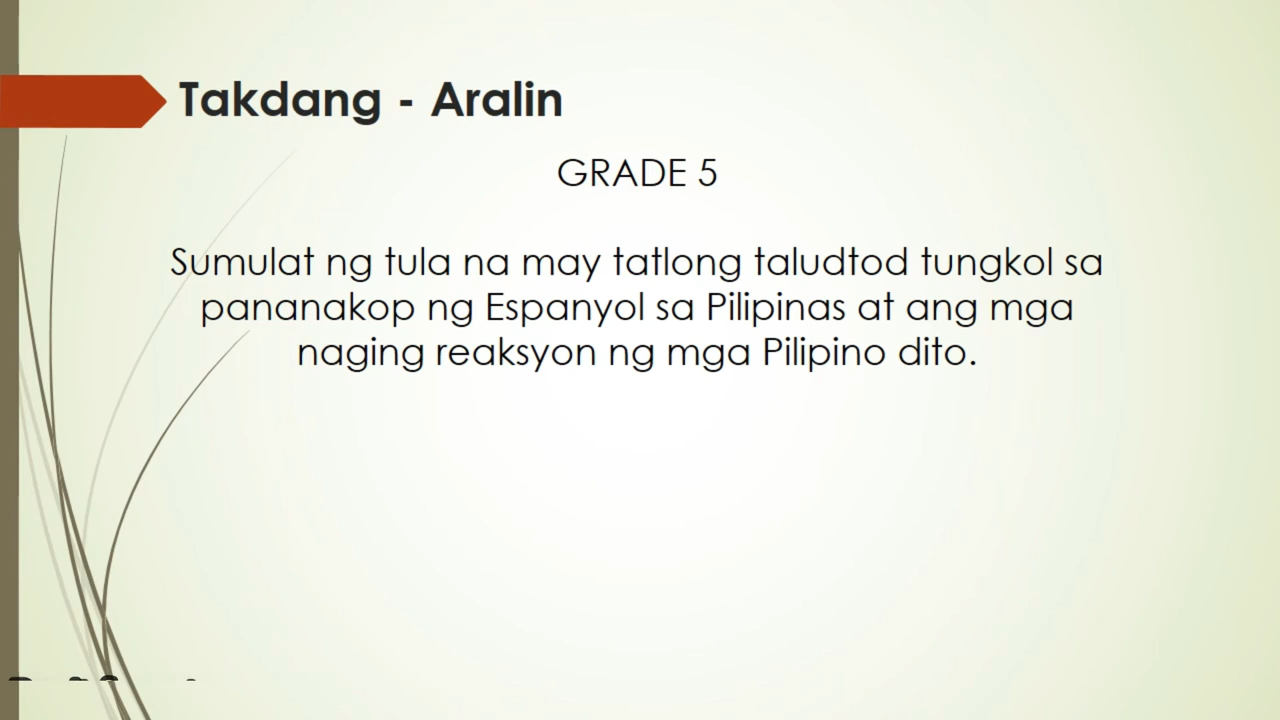 Takdang - Aralin
GRADE 5
Sumulat ng tula na may tatlong taludtod tungkol sa
pananakop ng Espanyol sa Pilipinas at ang mga
naging reaksyon ng mga Pilipino dito.